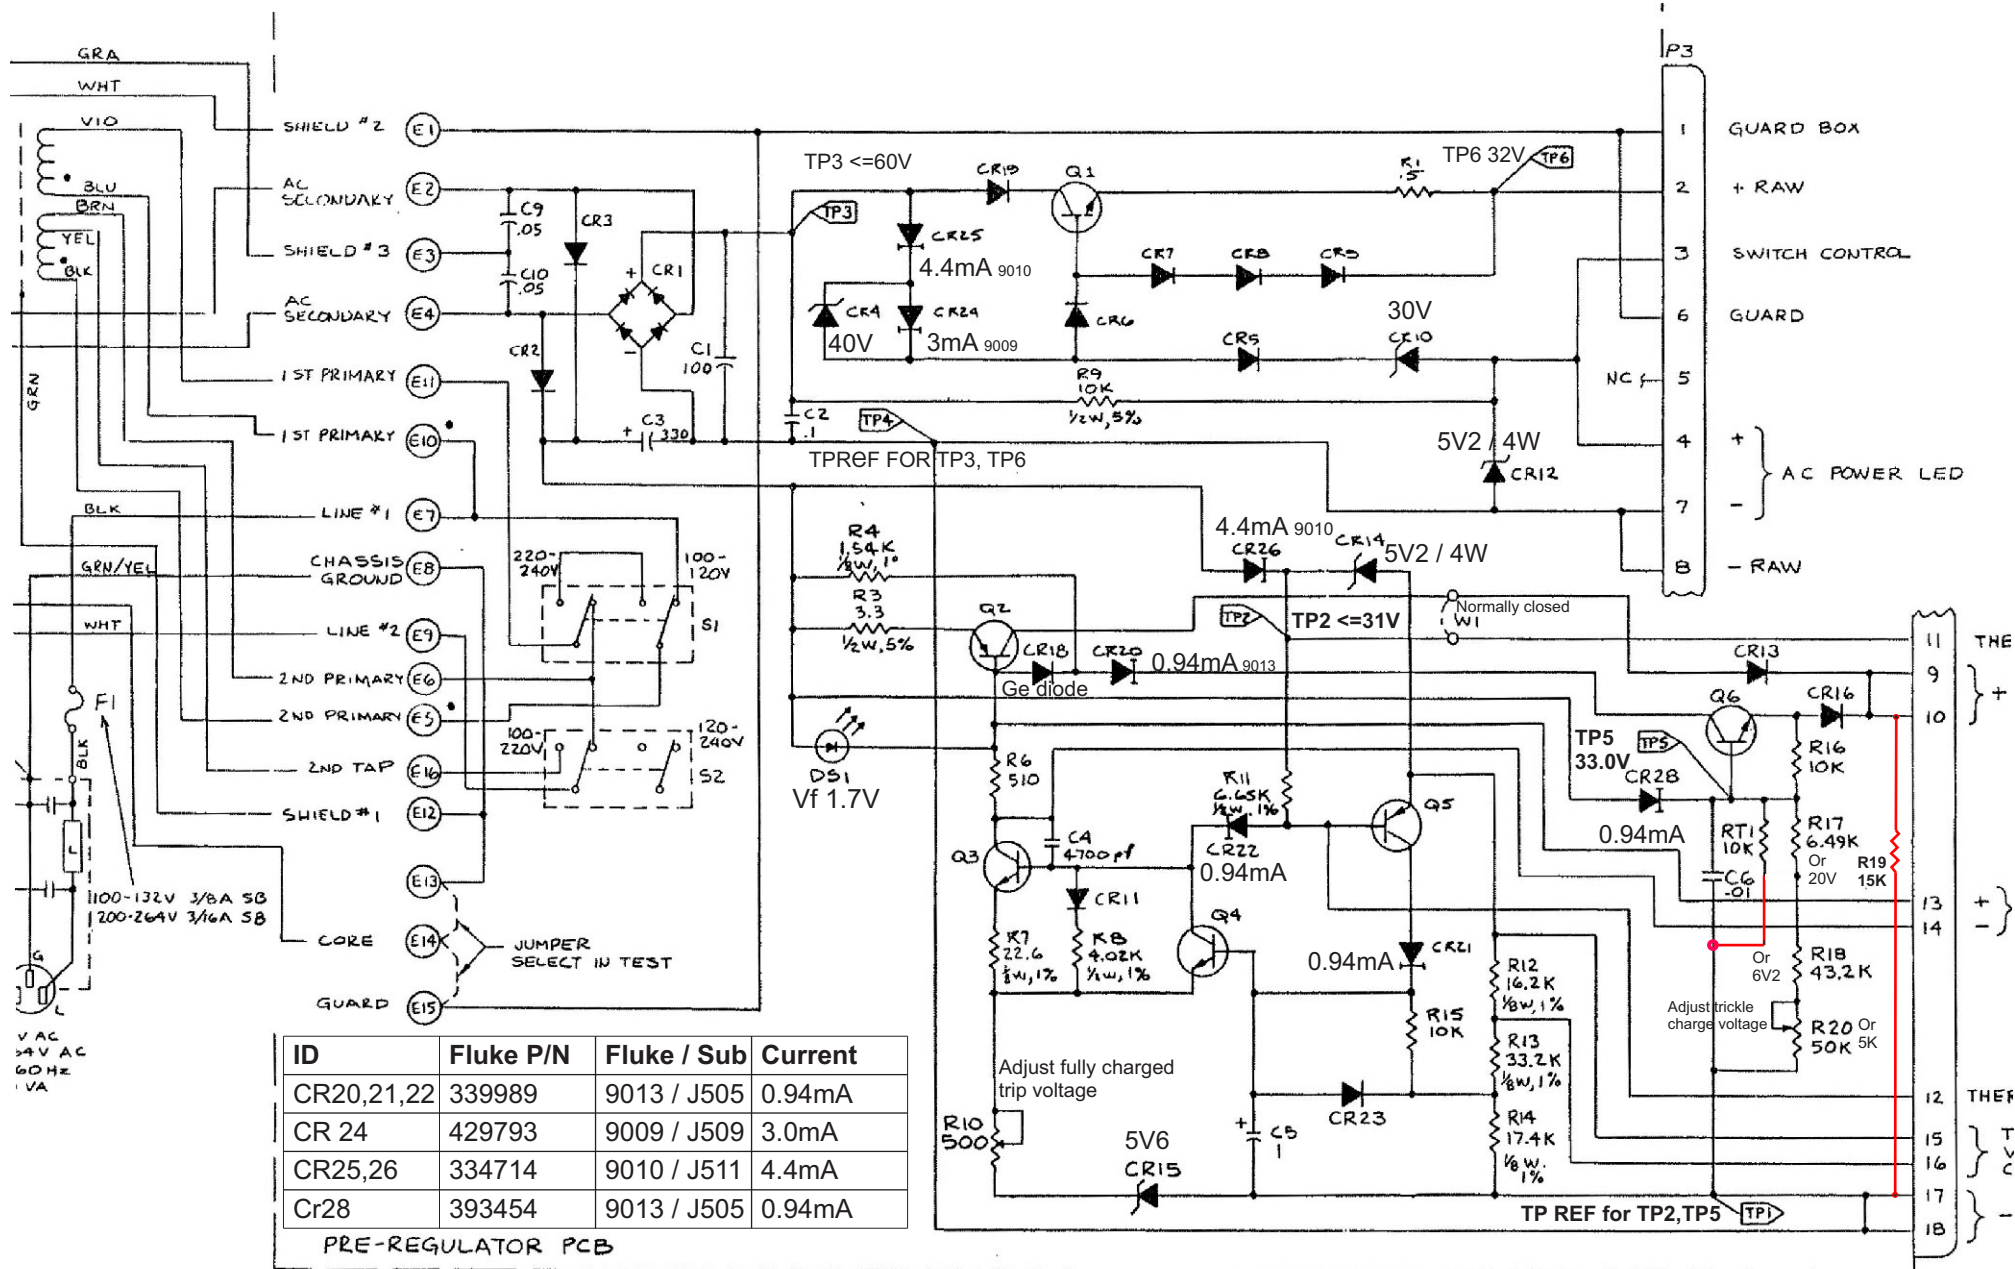 GRA
WHT
VIO
BLU
BRN
YEL
BLK
GRN
SHIELD #2 E1
AC SECONDARY E2
SHIELD #3 E3
AC SECONDARY E4
1ST PRIMARY E11
1ST PRIMARY E10
BLK
LINE #1 E7
GRN/YEL
CHASSIS GROUND E8
WHT
LINE #2 E9
2ND PRIMARY E6
2ND PRIMARY E5
2ND TAP E16
SHIELD #1 E12
E13
CORE E14
GUARD E15
JUMPER
SELECT IN TEST
F1
BLK
L
100-132V 3/8A SB
200-264V 3/16A SB
G
L
V AC
54V AC
60HZ
VA
C9
.05
C10
.05
CR3
CR1
+
-
CR2
C1
100
+ C3
330
220-
240V
100-
120V
S1
100-
220V
120-
240V
S2
TP3 <=60V
TP3
CR19
Q1
R1
.5
TP6 32V
TP6
CR25
4.4mA 9010
CR4
40V
CR24
3mA 9009
CR7
CR8
CR9
CR6
30V
CR5
CR10
R9
10K
1/2W, 5%
C2
.1
TP4
TPREF FOR TP3, TP6
5V2 / 4W
CR12
P3
1 GUARD BOX
2 + RAW
3 SWITCH CONTROL
6 GUARD
NC 5
4 +
AC POWER LED
7 -
8 - RAW
R4
1.54K
1/8W, 1%
R3
3.3
1/2W, 5%
4.4mA 9010
CR26
CR14
5V2 / 4W
Q2
TP2
TP2 <=31V
Normally closed
W1
CR18
Ge diode
CR20
0.94mA 9013
CR13
Q6
CR16
DS1
Vf 1.7V
R6
510
TP5
33.0V
TP5
CR28
0.94mA
R16
10K
R11
6.65K
1/8W, 1%
Q5
C4
4700 pf
CR22
0.94mA
Q3
RT1
10K
R17
6.49K
Or
20V
R19
15K
C6
.01
CR11
Q4
R7
22.6
1/8W, 1%
R8
4.02K
1/8W, 1%
0.94mA
CR21
R12
16.2K
1/8W, 1%
Or
6V2
R18
43.2K
Adjust trickle
charge voltage
R20
50K
Or
5K
R15
10K
R13
33.2K
1/8W, 1%
Adjust fully charged
trip voltage
CR23
R10
500
5V6
CR15
+ C5
1
R14
17.4K
1/8W.
1%
TP REF for TP2,TP5
TP1
11 THE
9
+
10
13 +
14 -
12 THER
15
16
17
-
18
ID Fluke P/N Fluke / Sub Current
CR20,21,22 339989 9013 / J505 0.94mA
CR 24 429793 9009 / J509 3.0mA
CR25,26 334714 9010 / J511 4.4mA
Cr28 393454 9013 / J505 0.94mA
PRE-REGULATOR PCB